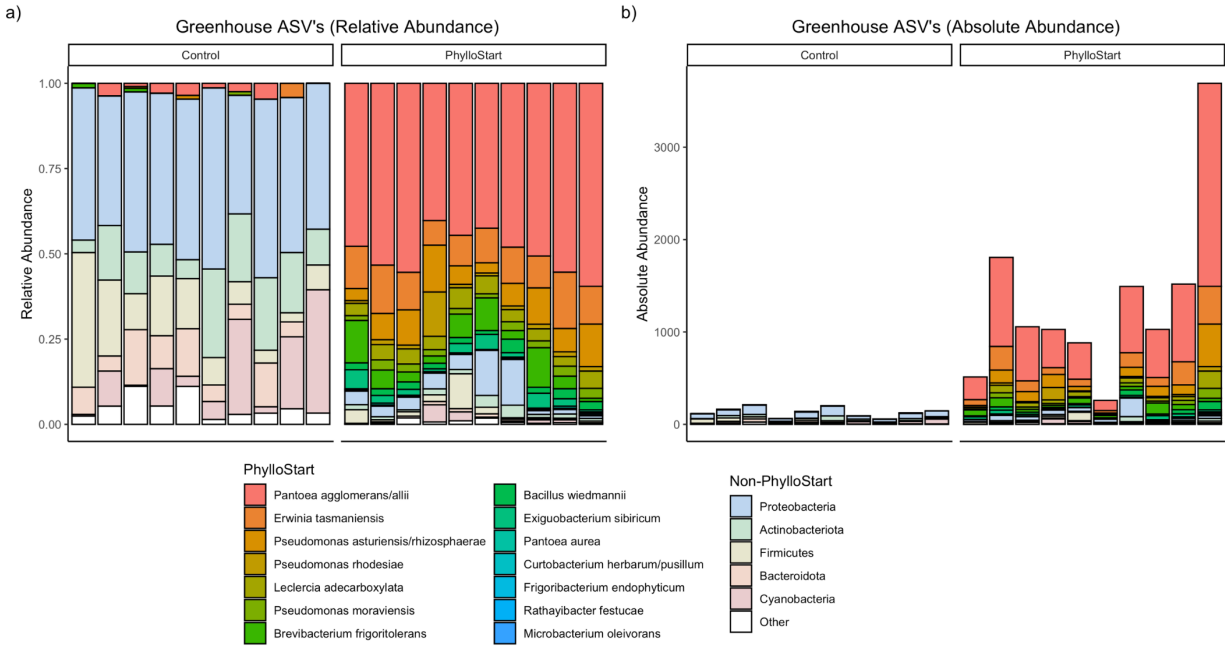 a)
Greenhouse ASV's (Relative Abundance)
Control
PhylloStart
1.00
0.75
0.50
0.25
0.00
Relative Abundance
b)
Greenhouse ASV's (Absolute Abundance)
Control
PhylloStart
3000
2000
1000
0
Absolute Abundance
PhylloStart
Pantoea agglomerans/allii
Erwinia tasmaniensis
Pseudomonas asturiensis/rhizosphaerae
Pseudomonas rhodesiae
Leclercia adecarboxylata
Pseudomonas moraviensis
Brevibacterium frigoritolerans
Bacillus wiedmannii
Exiguobacterium sibiricum
Pantoea aurea
Curtobacterium herbarum/pusillum
Frigoribacterium endophyticum
Rathayibacter festucae
Microbacterium oleivorans
Non-PhylloStart
Proteobacteria
Actinobacteriota
Firmicutes
Bacteroidota
Cyanobacteria
Other